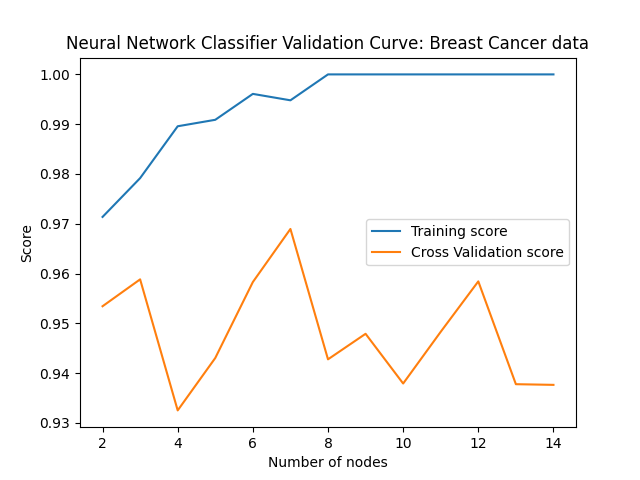 Neural Network Classifier Validation Curve: Breast Cancer data
1.00
0.99
0.98
0.97
0.96
0.95
0.94
0.93
Score
Training score
Cross Validation score
2 4 6 8 10 12 14
Number of nodes